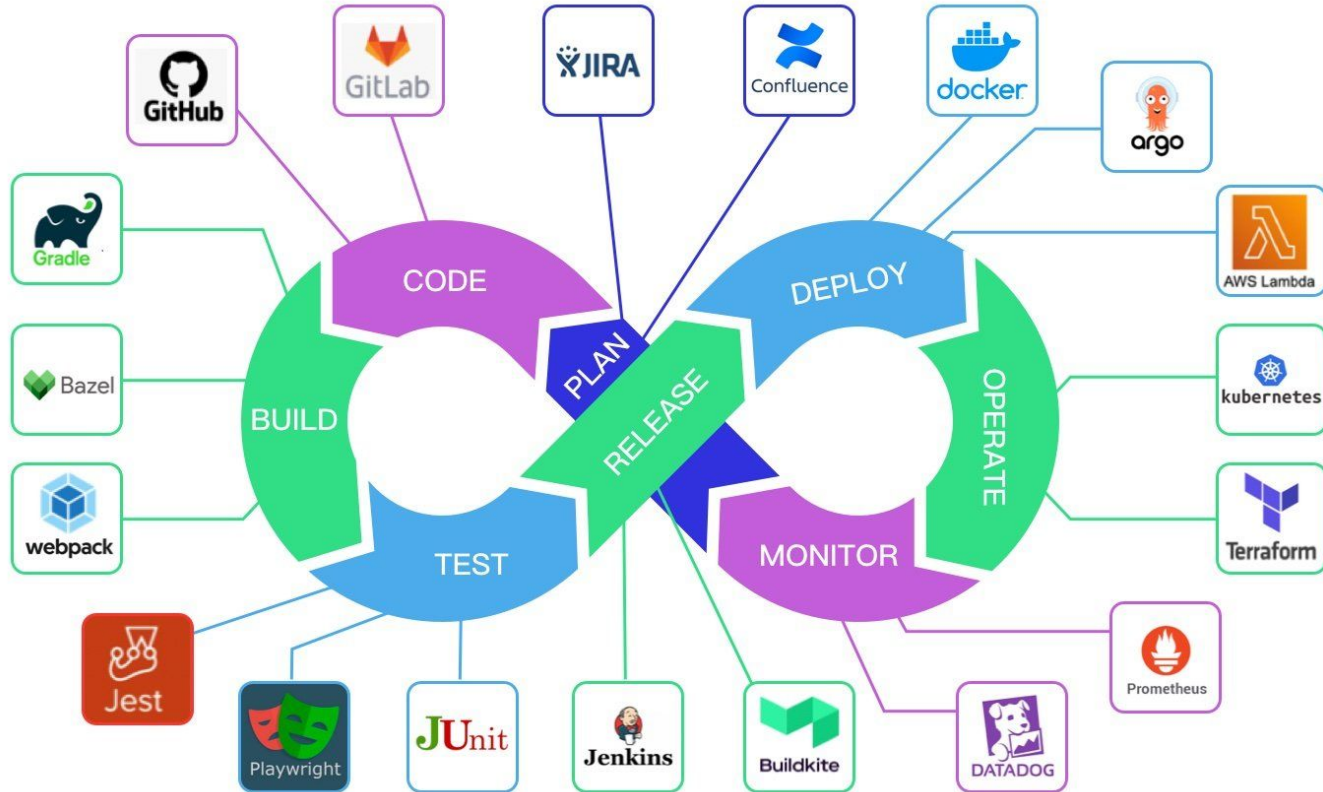 GitHub
GitLab
JIRA
Confluence
docker
argo
Gradle
AWS Lambda
CODE
DEPLOY
PLAN
Bazel
kubernetes
BUILD
RELEASE
OPERATE
webpack
Terraform
TEST
MONITOR
Jest
Playwright
JUnit
Jenkins
Buildkite
DATADOG
Prometheus